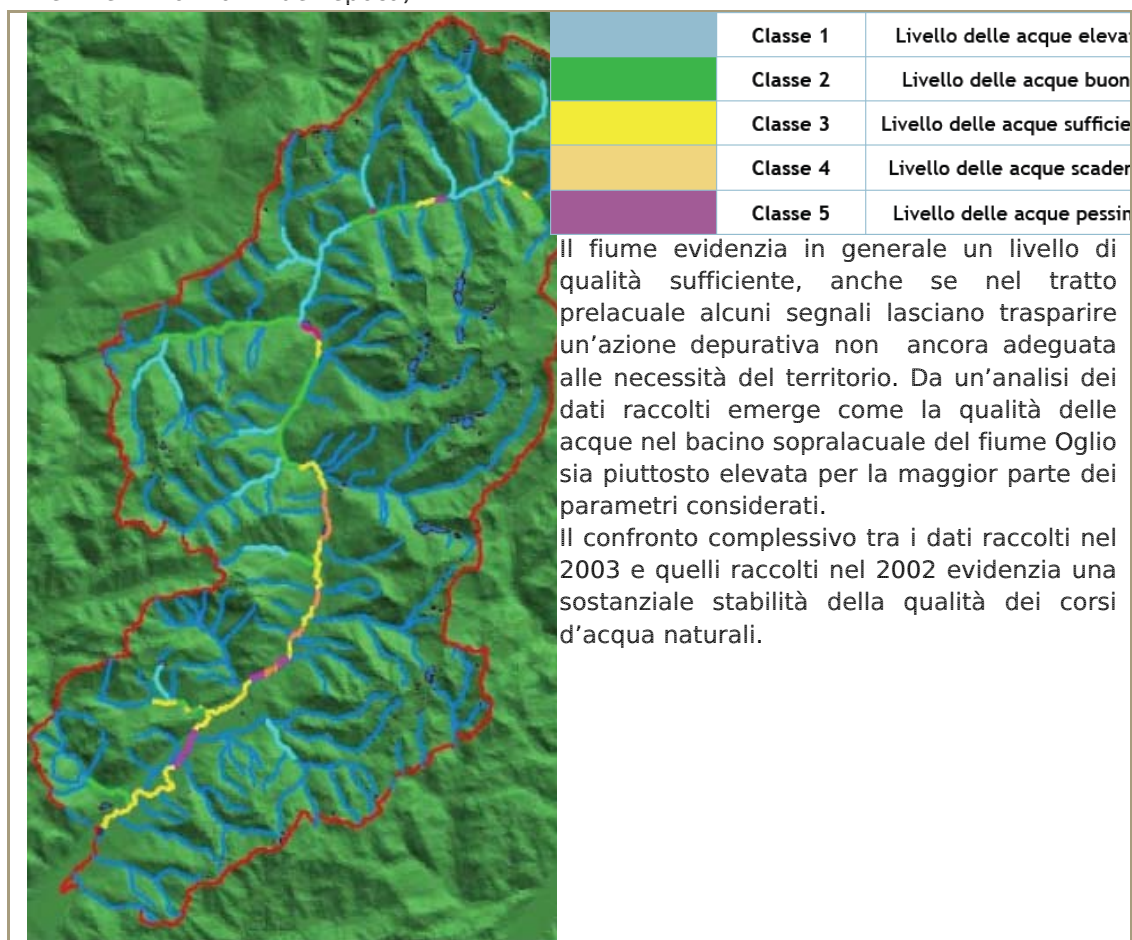 Classe 1 Livello delle acque eleva
Classe 2 Livello delle acque buon
Classe 3 Livello delle acque sufficie
Classe 4 Livello delle acque scader
Classe 5 Livello delle acque pessin
Il fiume evidenzia in generale un livello di
qualità sufficiente, anche se nel tratto
prelacuale alcuni segnali lasciano trasparire
un'azione depurativa non ancora adeguata
alle necessità del territorio. Da un'analisi dei
dati raccolti emerge come la qualità delle
acque nel bacino sopralacuale del fiume Oglio
sia piuttosto elevata per la maggior parte dei
parametri considerati.
Il confronto complessivo tra i dati raccolti nel
2003 e quelli raccolti nel 2002 evidenzia una
sostanziale stabilità della qualità dei corsi
d'acqua naturali.